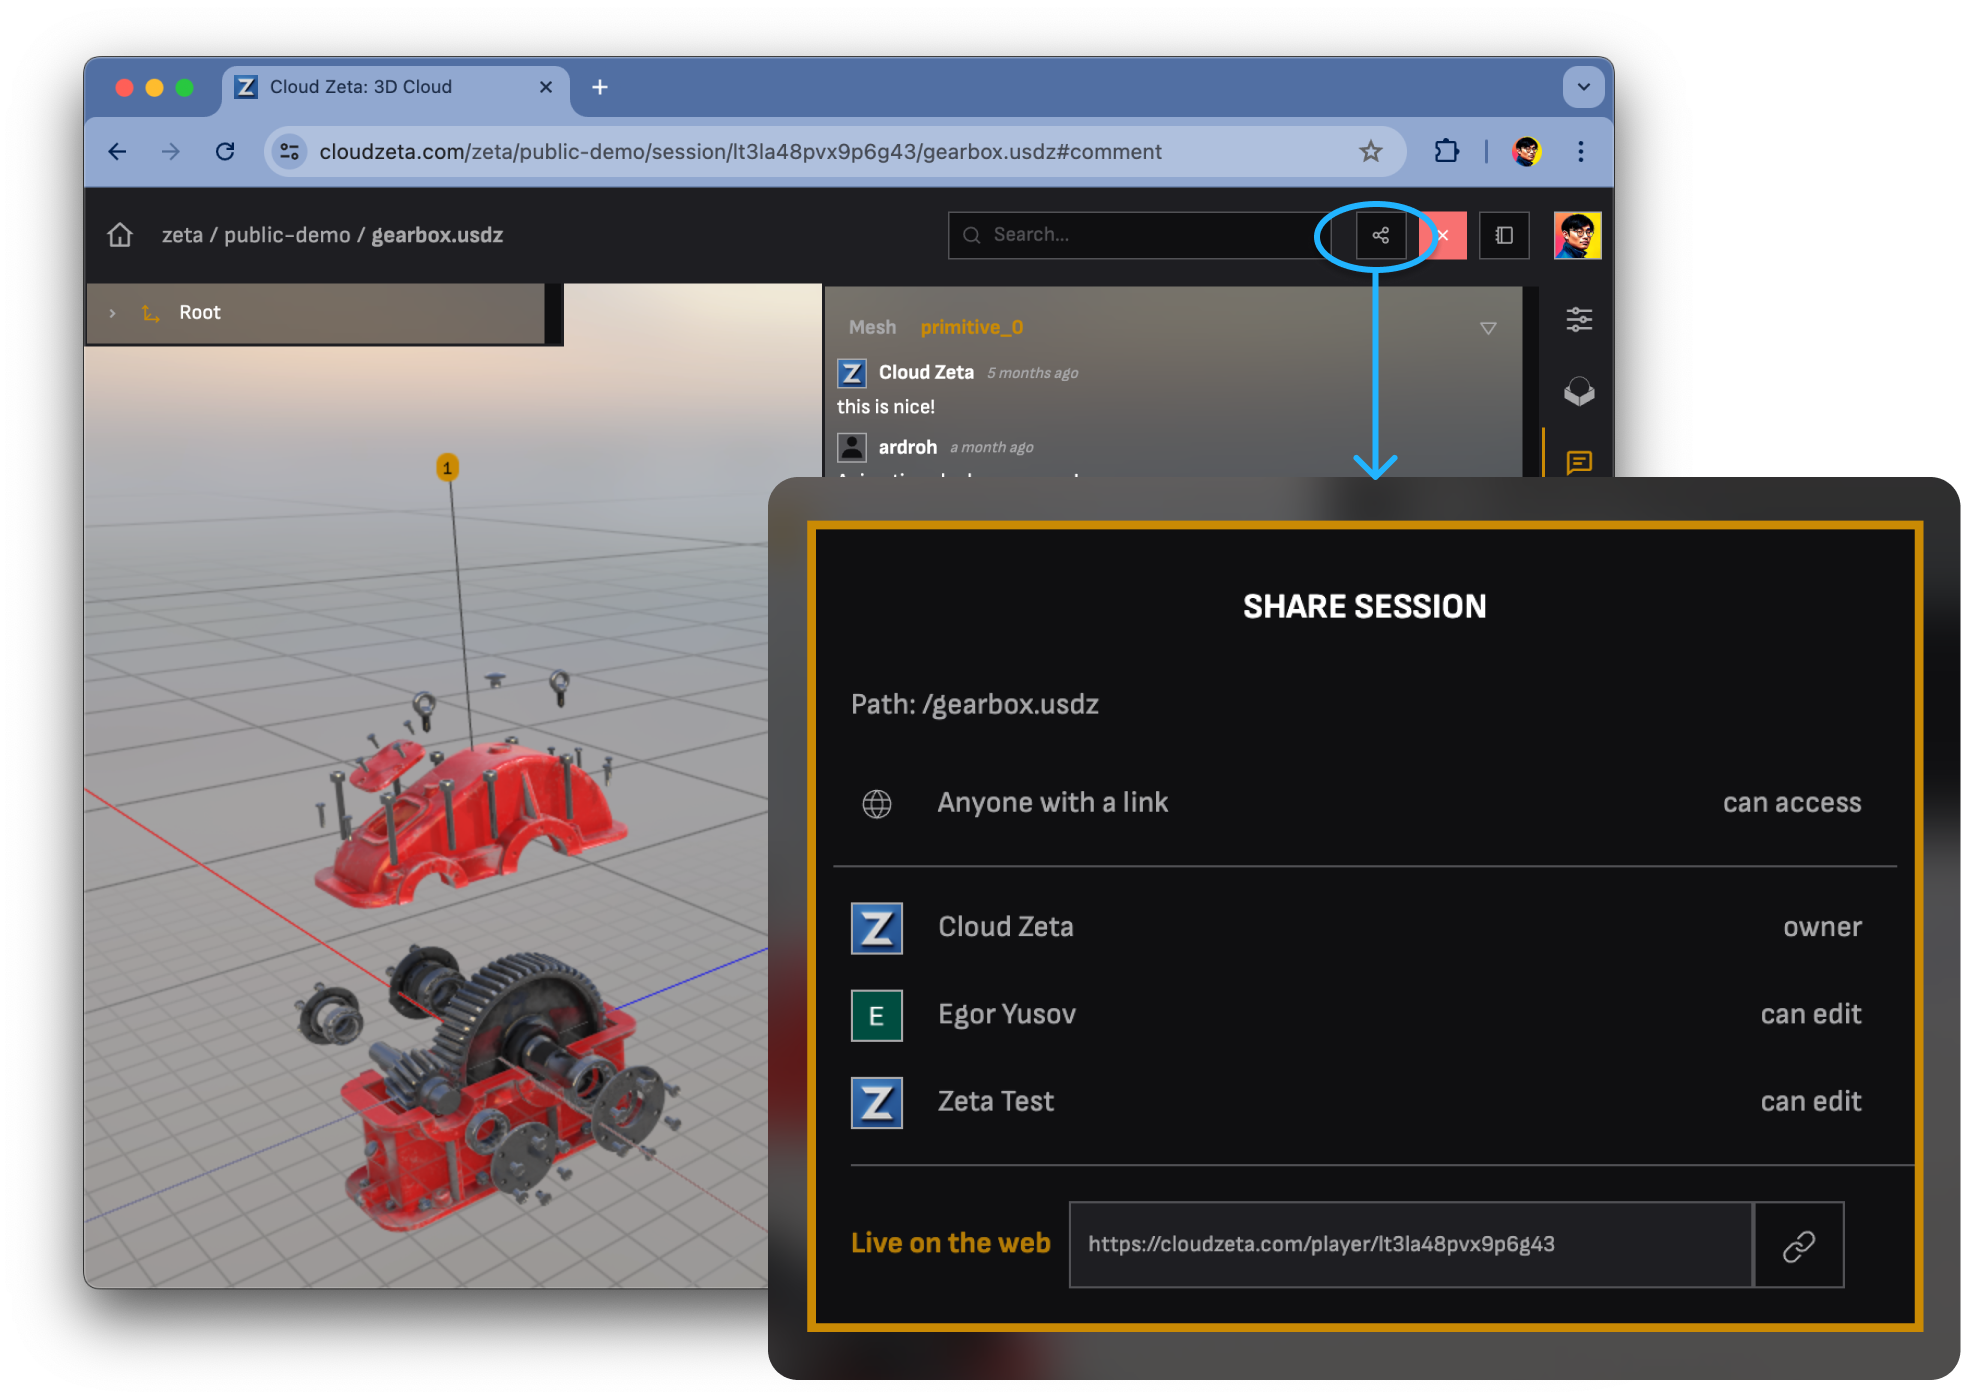 Cloud Zeta: 3D Cloud
cloudzeta.com/zeta/public-demo/session/lt3la48pvx9p6g43/gearbox.usdz#comment
zeta / public-demo / gearbox.usdz
Search...
Root
Mesh primitive_0
Cloud Zeta 5 months ago
this is nice!
ardroh a month ago
1
SHARE SESSION
Path: /gearbox.usdz
Anyone with a link can access
Z Cloud Zeta owner
E Egor Yusov can edit
Z Zeta Test can edit
Live on the web https://cloudzeta.com/player/lt3la48pvx9p6g43